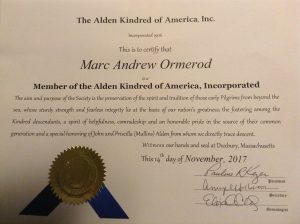 The Alden Kindred of America, Inc.
Incorporated 1906
This is to certify that
Marc Andrew Ormerod
is a
Member of the Alden Kindred of America, Incorporated
The aim and purpose of the Society is the preservation of the spirit and tradition of those early Pilgrims from beyond the
sea, whose sturdy strength and fearless integrity lie at the basis of our nation's greatness; the fostering among the
Kindred descendants, a spirit of helpfulness, comradeship and an honorable pride in the source of their common
generation and a special honoring of John and Priscilla (Mullins) Alden from whom we directly trace descent.
Witness our hands and seal at Duxbury, Massachusetts
This 14th day of November, 2017
President
Secretary
Genealogist